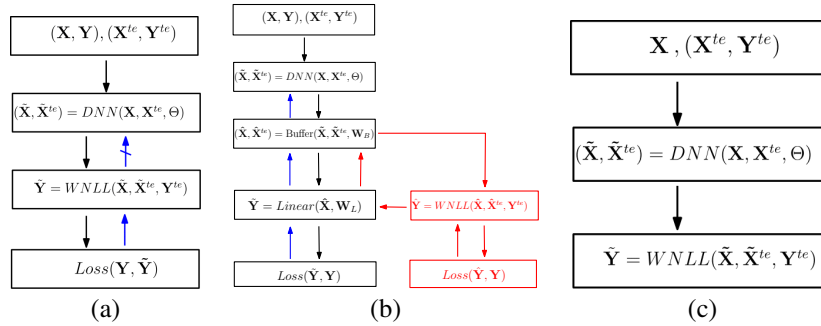 (X, Y), (X^{te}, Y^{te})
(X̃, X̃^{te}) = DNN(X, X^{te}, Θ)
Ỹ = WNLL(X̃, X̃^{te}, Y^{te})
Loss(Y, Ỹ)
(a)
(X, Y), (X^{te}, Y^{te})
(X̃, X̃^{te}) = DNN(X, X^{te}, Θ)
(X̂, X̂^{te}) = Buffer(X̃, X̃^{te}, W_B)
Ỹ = Linear(X̂, W_L)
Ŷ = WNLL(X̂, X̂^{te}, Y^{te})
Loss(Ỹ, Y)
Loss(Ŷ, Y)
(b)
X , (X^{te}, Y^{te})
(X̃, X̃^{te}) = DNN(X, X^{te}, Θ)
Ỹ = WNLL(X̃, X̃^{te}, Y^{te})
(c)